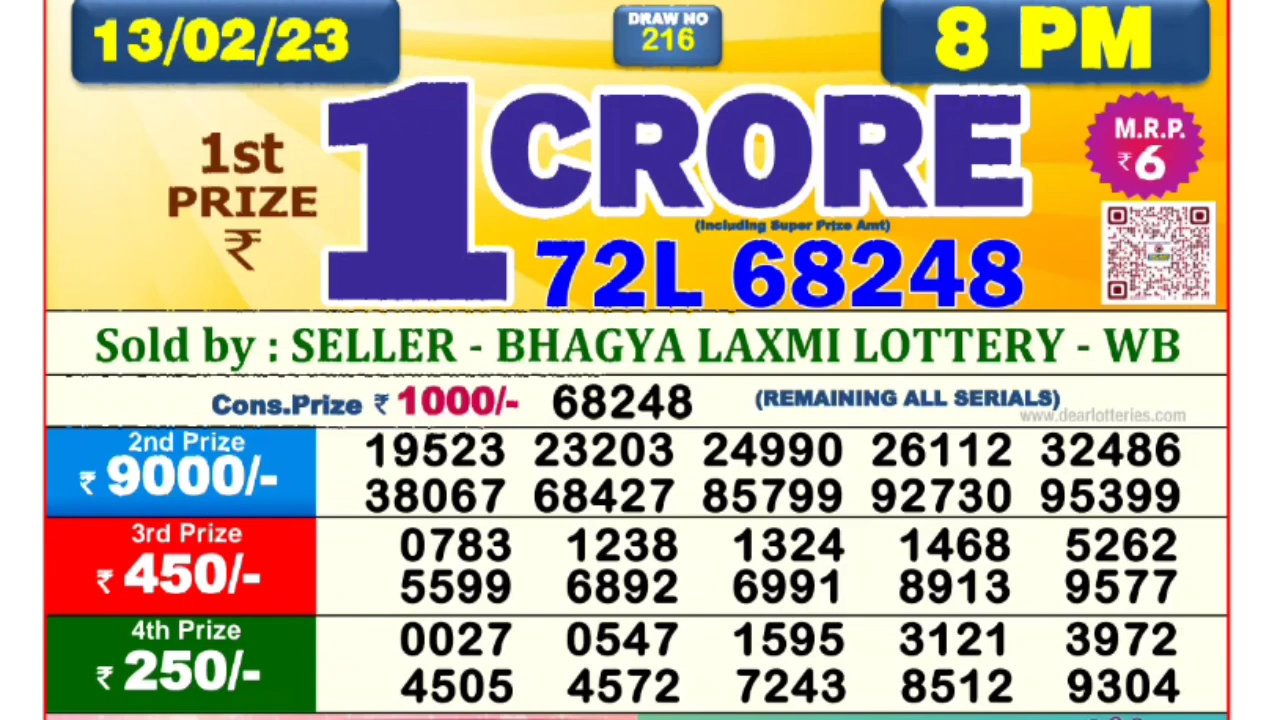 13/02/23
DRAW NO
216
8 PM
1st
PRIZE
₹
1 CRORE
(Including Super Prize Amt)
72L 68248
M.R.P.
₹ 6
Sold by : SELLER - BHAGYA LAXMI LOTTERY - WB
Cons.Prize ₹ 1000/- 68248 (REMAINING ALL SERIALS)
www.dearlotteries.com
2nd Prize
₹ 9000/-
19523 23203 24990 26112 32486
38067 68427 85799 92730 95399
3rd Prize
₹ 450/-
0783 1238 1324 1468 5262
5599 6892 6991 8913 9577
4th Prize
₹ 250/-
0027 0547 1595 3121 3972
4505 4572 7243 8512 9304